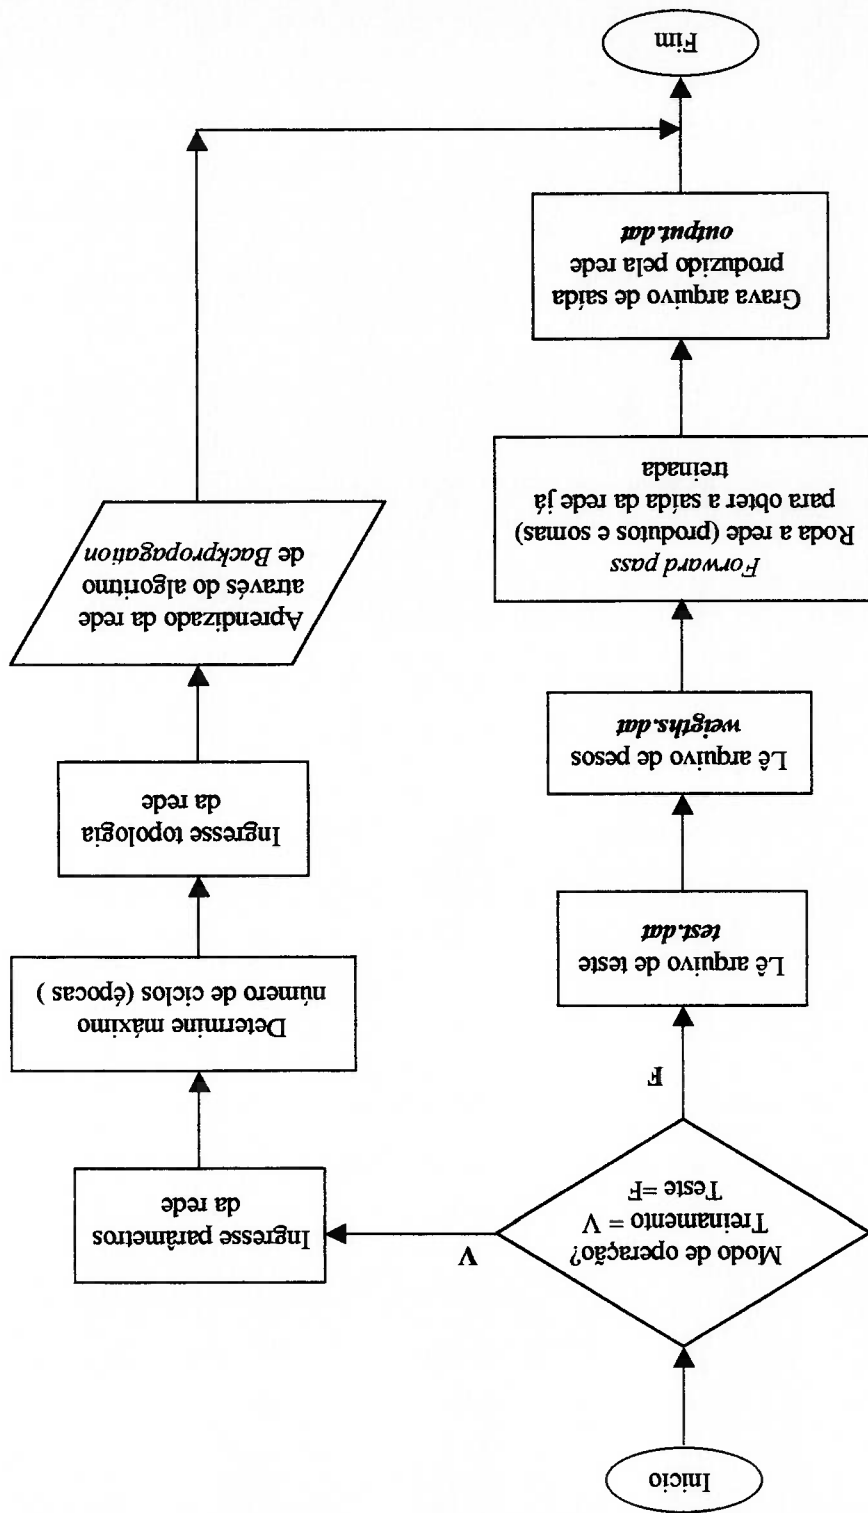 Inicio
Modo de operação?
Treinamento = V
Teste =F
V
F
Ingresse parâmetros
da rede
Determine máximo
número de ciclos (épocas )
Ingresse topologia
da rede
Aprendizado da rede
através do algoritmo
de Backpropagation
Lê arquivo de teste
test.dat
Lê arquivo de pesos
weigths.dat
Forward pass
Roda a rede (produtos e somas)
para obter a saída da rede já
treinada
Grava arquivo de saída
produzido pela rede
output.dat
Fim